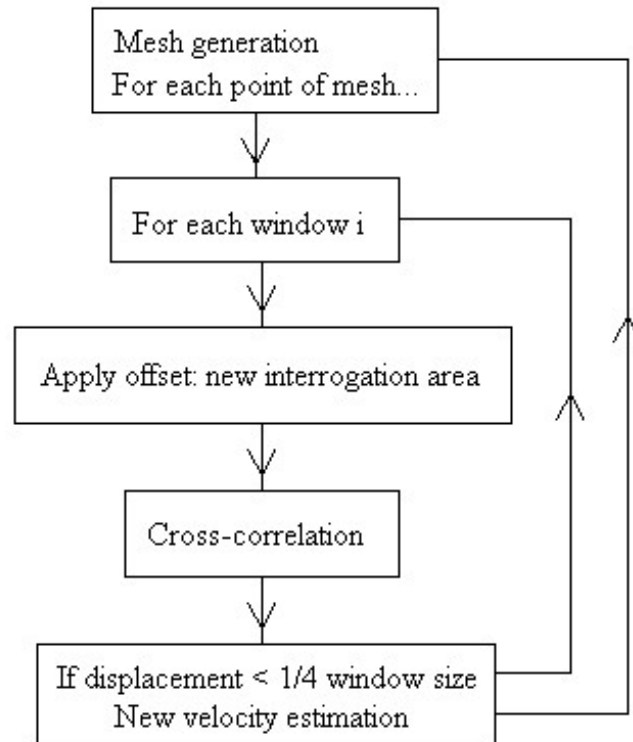 Mesh generation
For each point of mesh...
For each window i
Apply offset: new interrogation area
Cross-correlation
If displacement < 1/4 window size
New velocity estimation